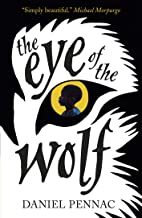 "Simply beautiful." Michael Morpurgo
the
eye of the
wolf
DANIEL PENNAC